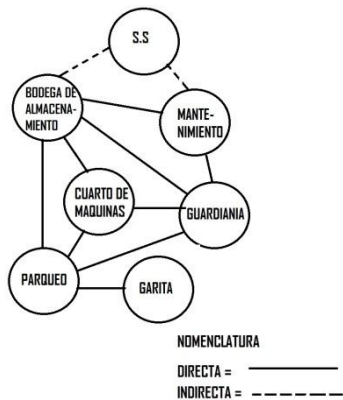 S.S
BODEGA DE
ALMACENA-
MIENTO
MANTE-
NIMIENTO
CUARTO DE
MAQUINAS
GUARDIANIA
PARQUEO
GARITA
NOMENCLATURA
DIRECTA =
INDIRECTA =